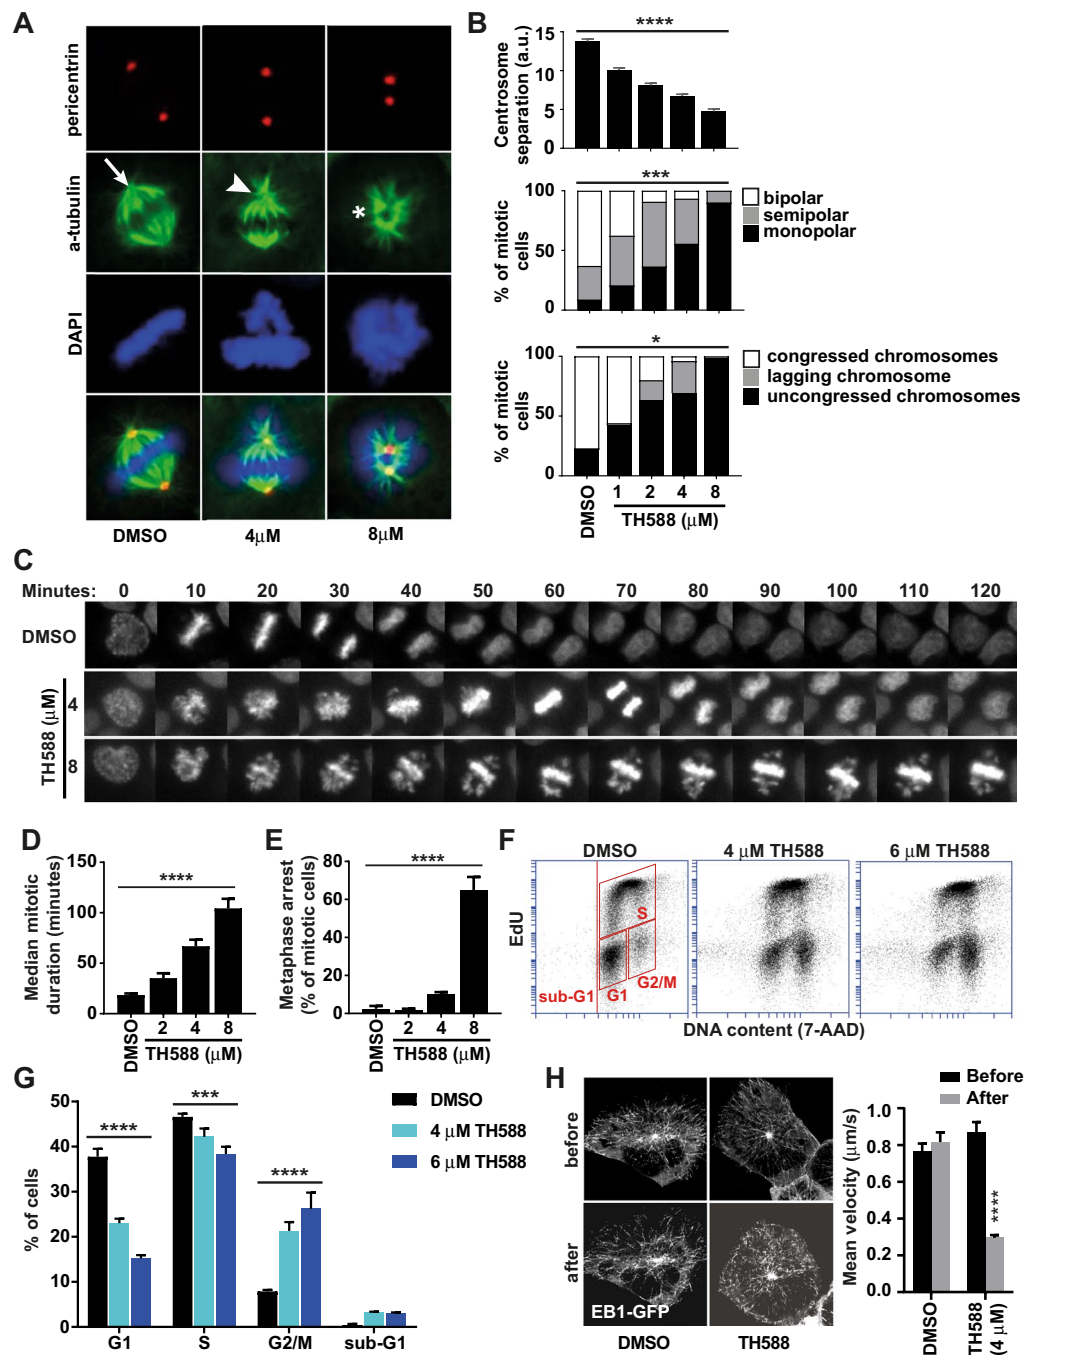 A
pericentrin
a-tubulin
*
DAPI
DMSO
4μM
8μM
B
Centrosome
separation (a.u.)
15
10
5
0
****
% of mitotic
cells
100
50
0
***
bipolar
semipolar
monopolar
% of mitotic
cells
100
50
0
*
congressed chromosomes
lagging chromosome
uncongressed chromosomes
DMSO
1 2 4 8
TH588 (μM)
C
Minutes: 0 10 20 30 40 50 60 70 80 90 100 110 120
DMSO
TH588 (μM)
4
8
D
Median mitotic
duration (minutes)
150
100
50
0
****
DMSO
2 4 8
TH588 (μM)
E
Metaphase arrest
(% of mitotic cells)
80
60
40
20
0
****
DMSO
2 4 8
TH588 (μM)
F
DMSO
4 μM TH588
6 μM TH588
EdU
S
G2/M
sub-G1
G1
DNA content (7-AAD)
G
% of cells
50
40
30
20
10
0
****
***
****
DMSO
4 μM TH588
6 μM TH588
G1
S
G2/M
sub-G1
H
before
after
EB1-GFP
DMSO
TH588
Before
After
Mean velocity (μm/s)
1.0
0.8
0.6
0.4
0.2
0.0
****
DMSO
TH588
(4 μM)